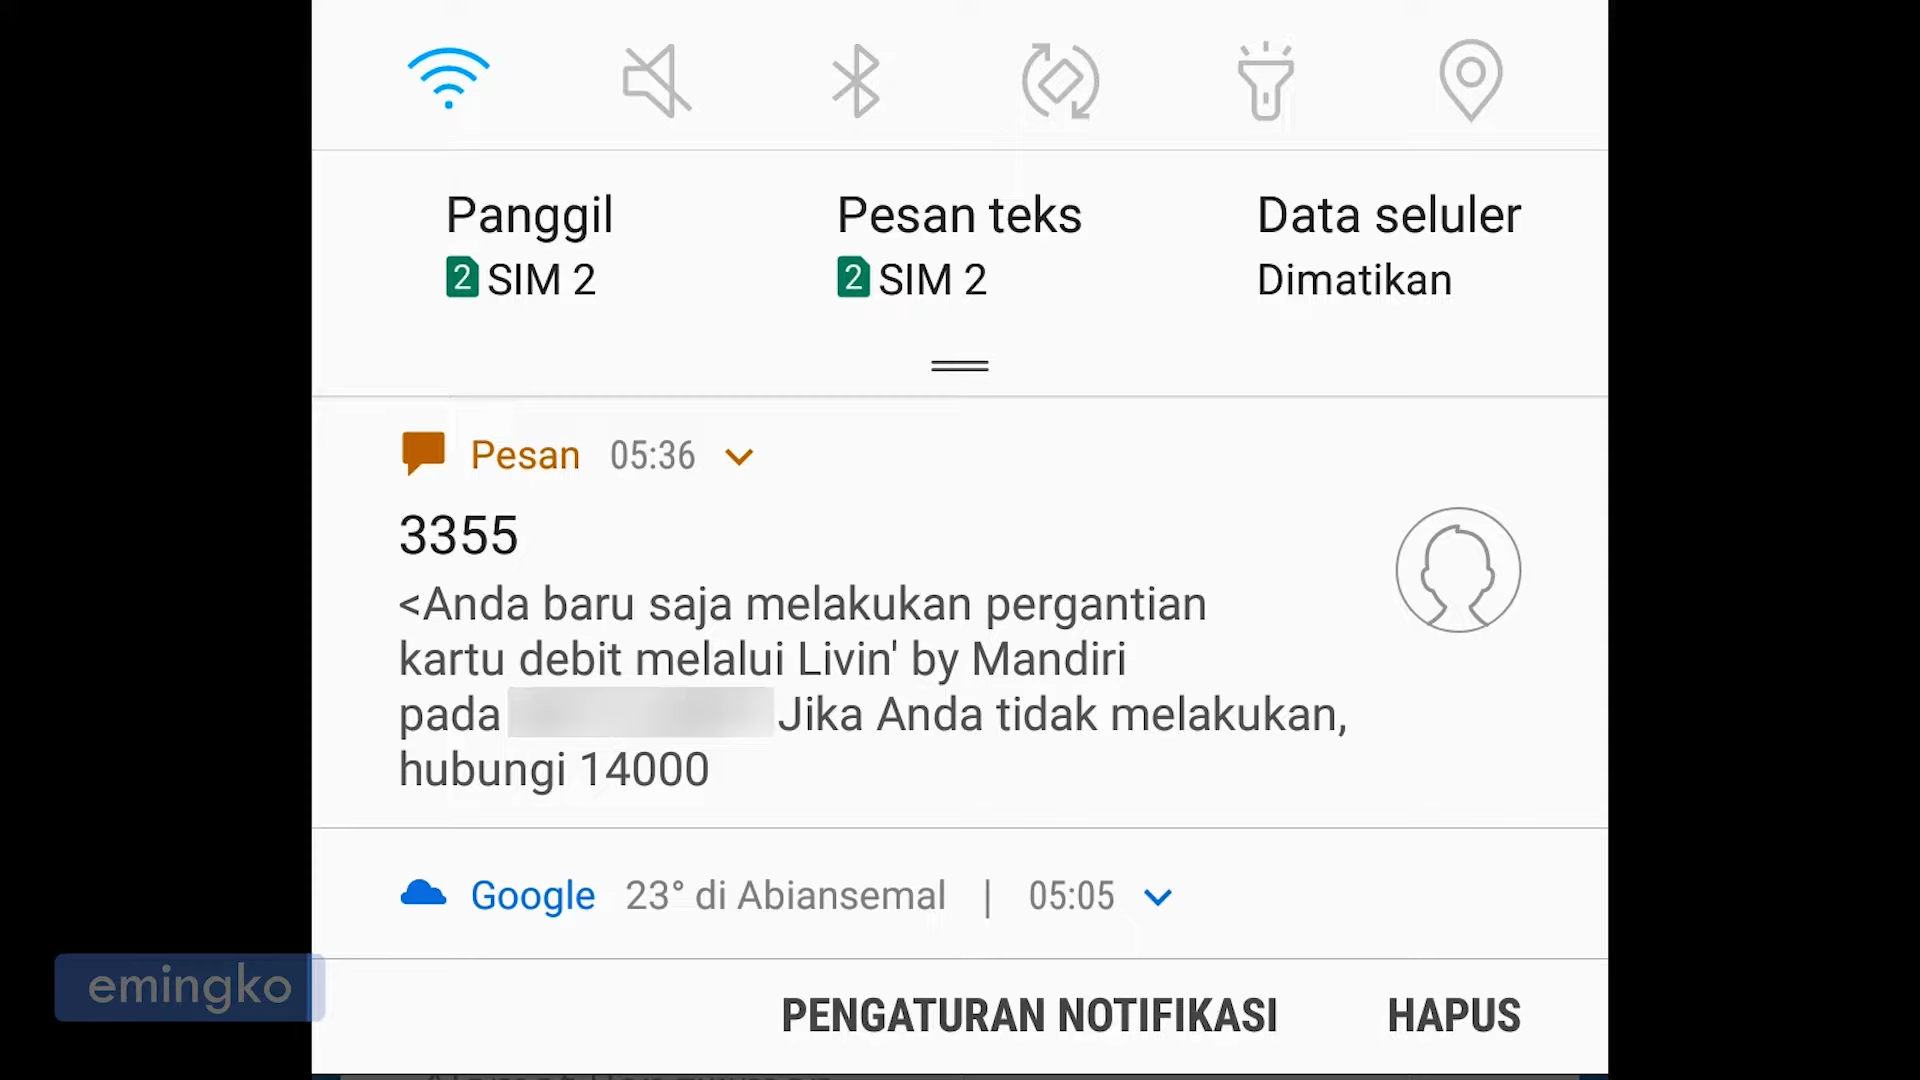 Panggil
Pesan teks
Data seluler
2 SIM 2
2 SIM 2
Dimatikan
Pesan 05:36
3355
<Anda baru saja melakukan pergantian
kartu debit melalui Livin' by Mandiri
pada Jika Anda tidak melakukan,
hubungi 14000
Google 23° di Abiansemal | 05:05
emingko
PENGATURAN NOTIFIKASI
HAPUS